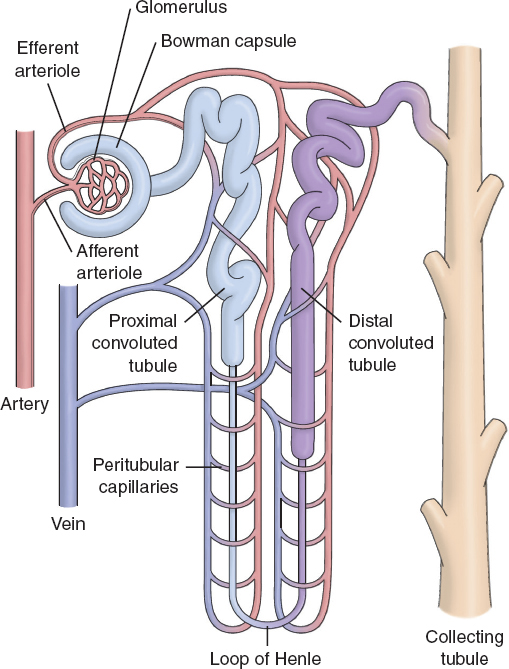 Glomerulus
Efferent
arteriole
Bowman capsule
Afferent
arteriole
Proximal
convoluted
tubule
Distal
convoluted
tubule
Artery
Peritubular
capillaries
Vein
Loop of Henle
Collecting
tubule